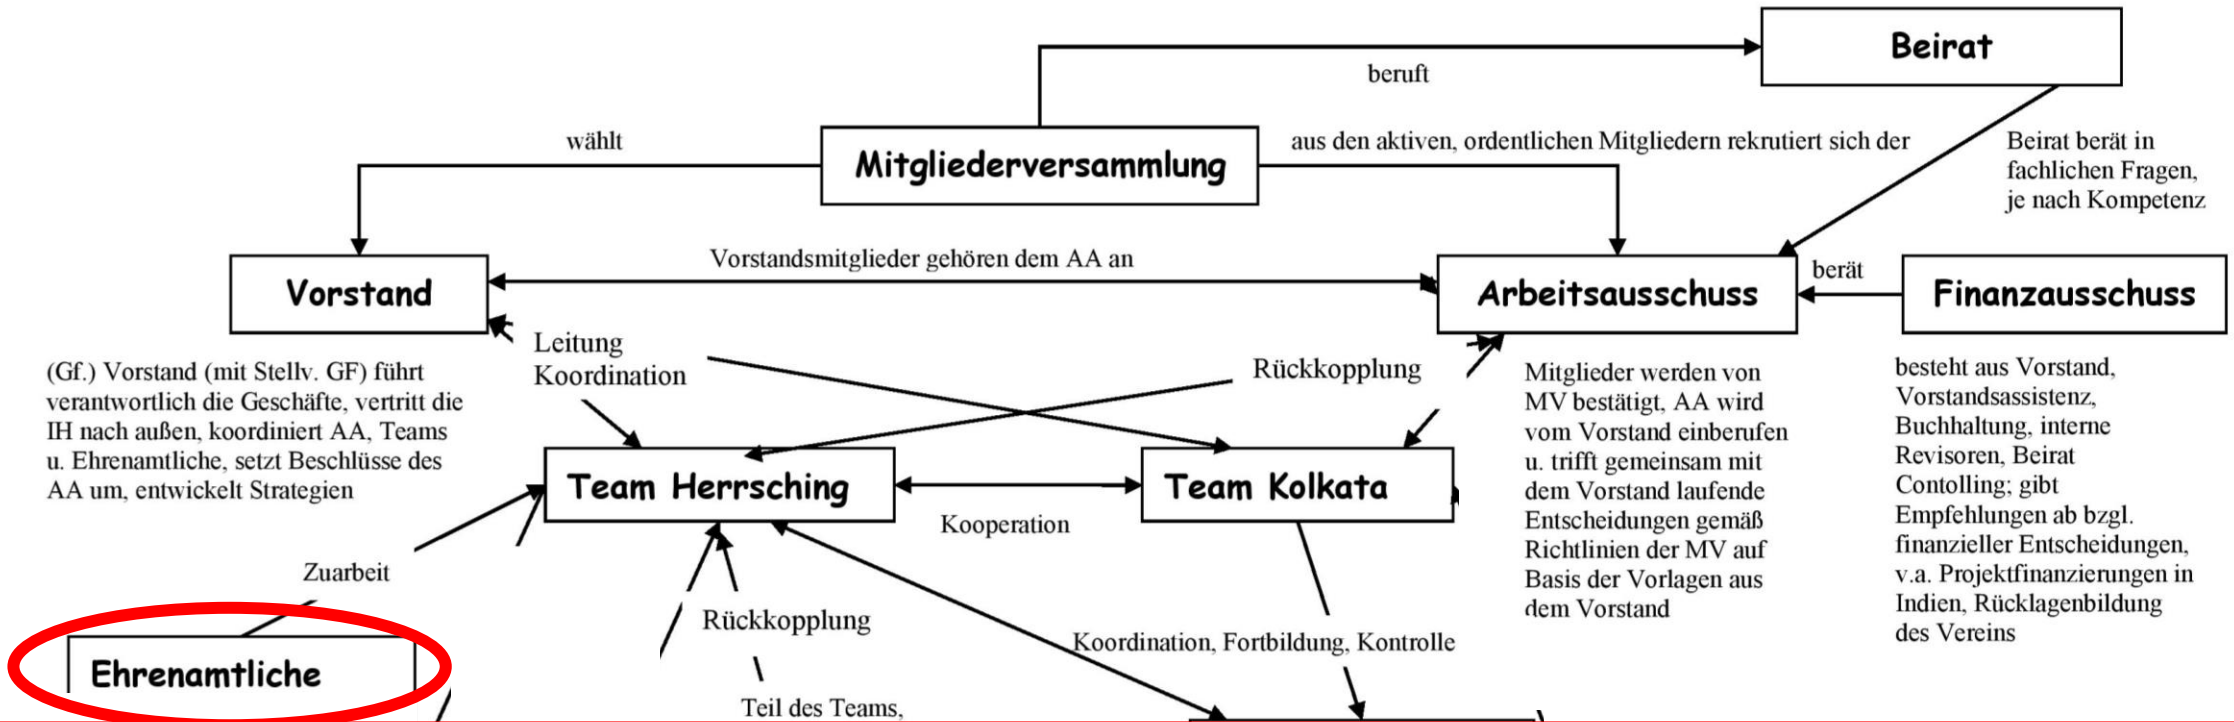 Beirat
beruft
wählt
Mitgliederversammlung
aus den aktiven, ordentlichen Mitgliedern rekrutiert sich der
Beirat berät in
fachlichen Fragen,
je nach Kompetenz
Vorstand
Vorstandsmitglieder gehören dem AA an
Arbeitsausschuss
berät
Finanzausschuss
(Gf.) Vorstand (mit Stellv. GF) führt
verantwortlich die Geschäfte, vertritt die
IH nach außen, koordiniert AA, Teams
u. Ehrenamtliche, setzt Beschlüsse des
AA um, entwickelt Strategien
Leitung
Koordination
Rückkopplung
Mitglieder werden von
MV bestätigt, AA wird
vom Vorstand einberufen
u. trifft gemeinsam mit
dem Vorstand laufende
Entscheidungen gemäß
Richtlinien der MV auf
Basis der Vorlagen aus
dem Vorstand
besteht aus Vorstand,
Vorstandsassistenz,
Buchhaltung, interne
Revisoren, Beirat
Contolling; gibt
Empfehlungen ab bzgl.
finanzieller Entscheidungen,
v.a. Projektfinanzierungen in
Indien, Rücklagenbildung
des Vereins
Team Herrsching
Team Kolkata
Kooperation
Zuarbeit
Rückkopplung
Koordination, Fortbildung, Kontrolle
Ehrenamtliche
Teil des Teams,